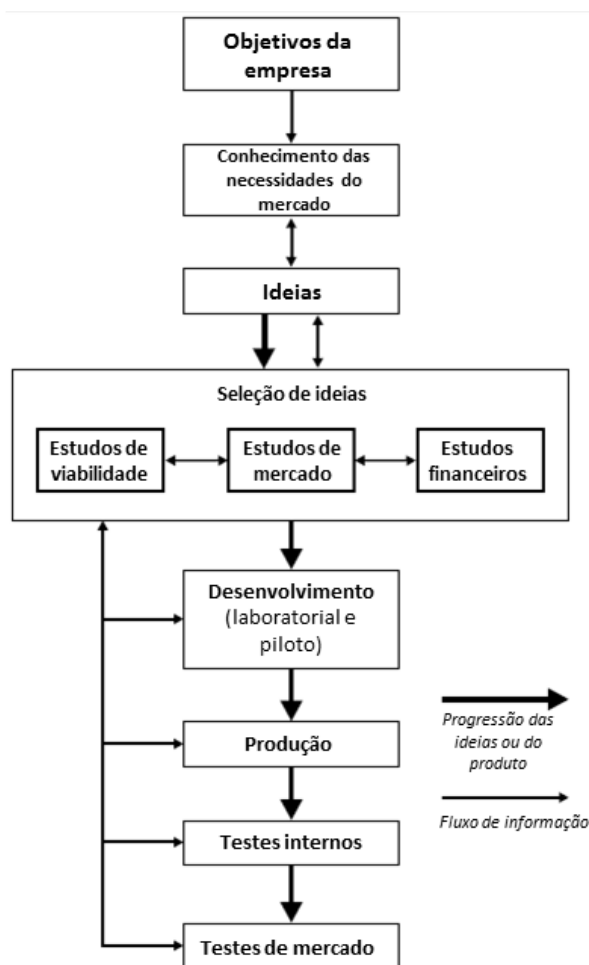 Objetivos da
empresa
Conhecimento das
necessidades do
mercado
Ideias
Seleção de ideias
Estudos de
viabilidade
Estudos de
mercado
Estudos
financeiros
Desenvolvimento
(laboratorial e
piloto)
Produção
Testes internos
Testes de mercado
Progressão das
ideias ou do
produto
Fluxo de informação